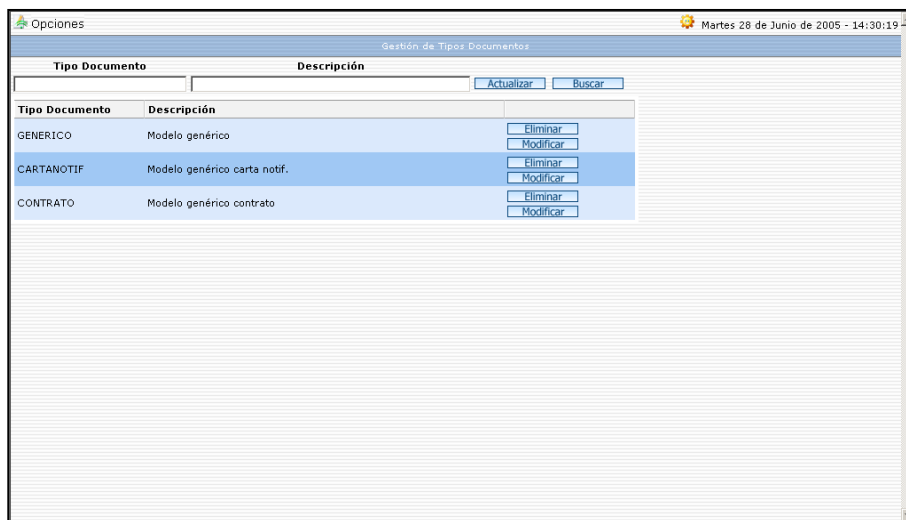 Opciones Martes 28 de Junio de 2005 - 14:30:19
Gestión de Tipos Documentos
Tipo Documento Descripción
Actualizar Buscar
Tipo Documento Descripción
GENERICO Modelo genérico Eliminar
Modificar
CARTANOTIF Modelo genérico carta notif. Eliminar
Modificar
CONTRATO Modelo genérico contrato Eliminar
Modificar